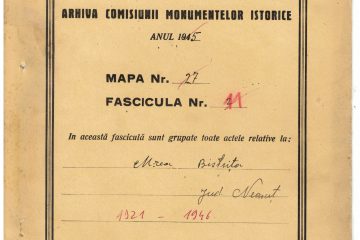 ARHIVA COMISIUNII MONUMENTELOR ISTORICE
ANUL 1945
MAPA Nr. 27
FASCICULA Nr. 11
In această fasciculă sunt grupate toate actele relative la:
Mrea Bistrița
Jud Neamț
1921 - 1946